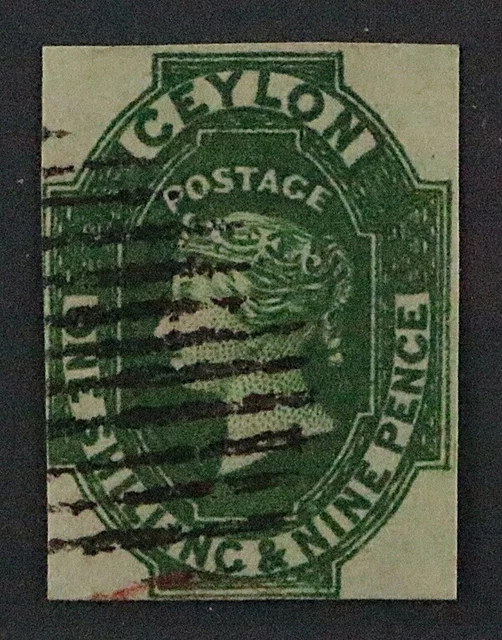 CEYLON
POSTAGE
ONE SHILLING & NINE PENCE